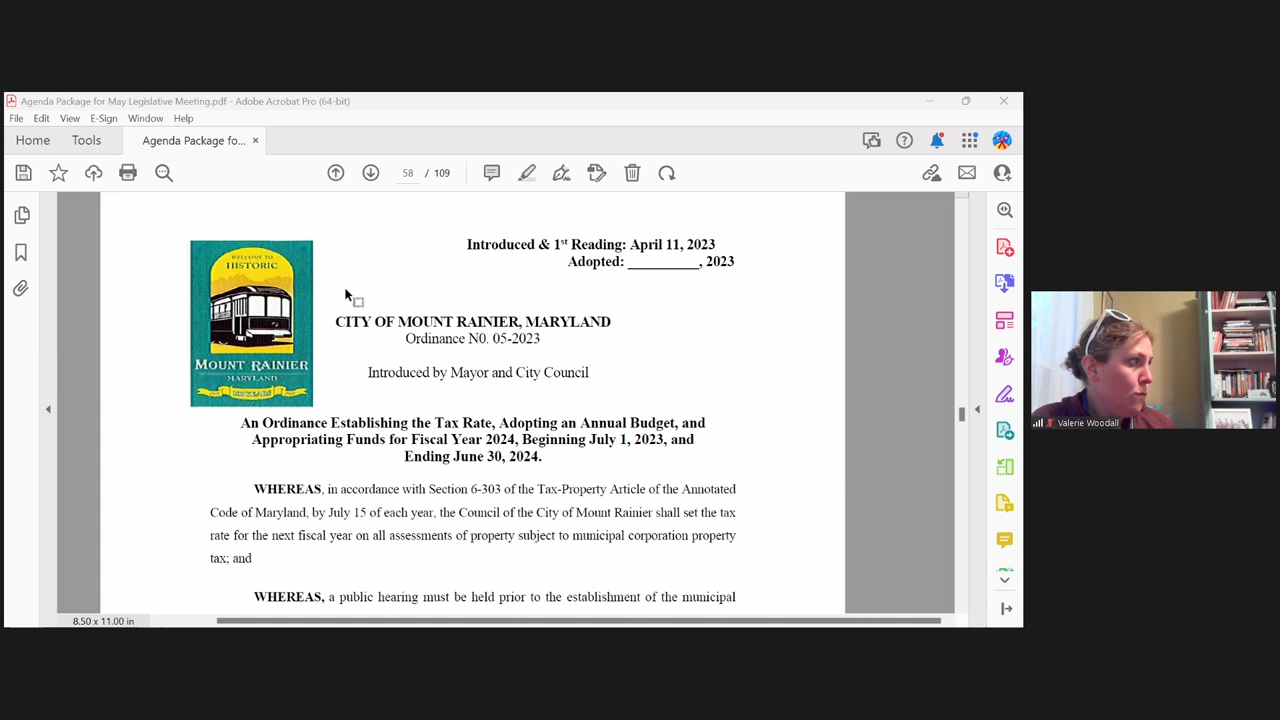 Agenda Package for May Legislative Meeting.pdf - Adobe Acrobat Pro (64-bit)
File Edit View E-Sign Window Help
Home Tools Agenda Package fo... ×
58 / 109
Introduced & 1st Reading: April 11, 2023
Adopted: __________, 2023
WELCOME TO
HISTORIC
MOUNT RAINIER
MARYLAND
CITY OF MOUNT RAINIER, MARYLAND
Ordinance N0. 05-2023
Introduced by Mayor and City Council
An Ordinance Establishing the Tax Rate, Adopting an Annual Budget, and
Appropriating Funds for Fiscal Year 2024, Beginning July 1, 2023, and
Ending June 30, 2024.
WHEREAS, in accordance with Section 6-303 of the Tax-Property Article of the Annotated
Code of Maryland, by July 15 of each year, the Council of the City of Mount Rainier shall set the tax
rate for the next fiscal year on all assessments of property subject to municipal corporation property
tax; and
WHEREAS, a public hearing must be held prior to the establishment of the municipal
8.50 x 11.00 in
Valerie Woodall